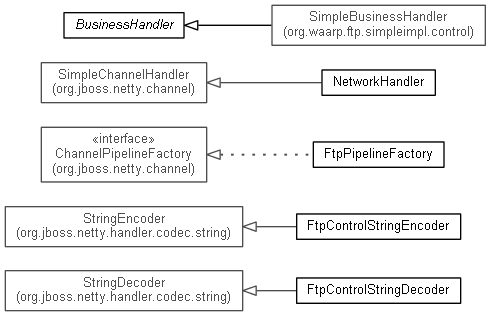 BusinessHandler
SimpleBusinessHandler
(org.waarp.ftp.simpleimpl.control)
SimpleChannelHandler
(org.jboss.netty.channel)
NetworkHandler
«interface»
ChannelPipelineFactory
(org.jboss.netty.channel)
FtpPipelineFactory
StringEncoder
(org.jboss.netty.handler.codec.string)
FtpControlStringEncoder
StringDecoder
(org.jboss.netty.handler.codec.string)
FtpControlStringDecoder